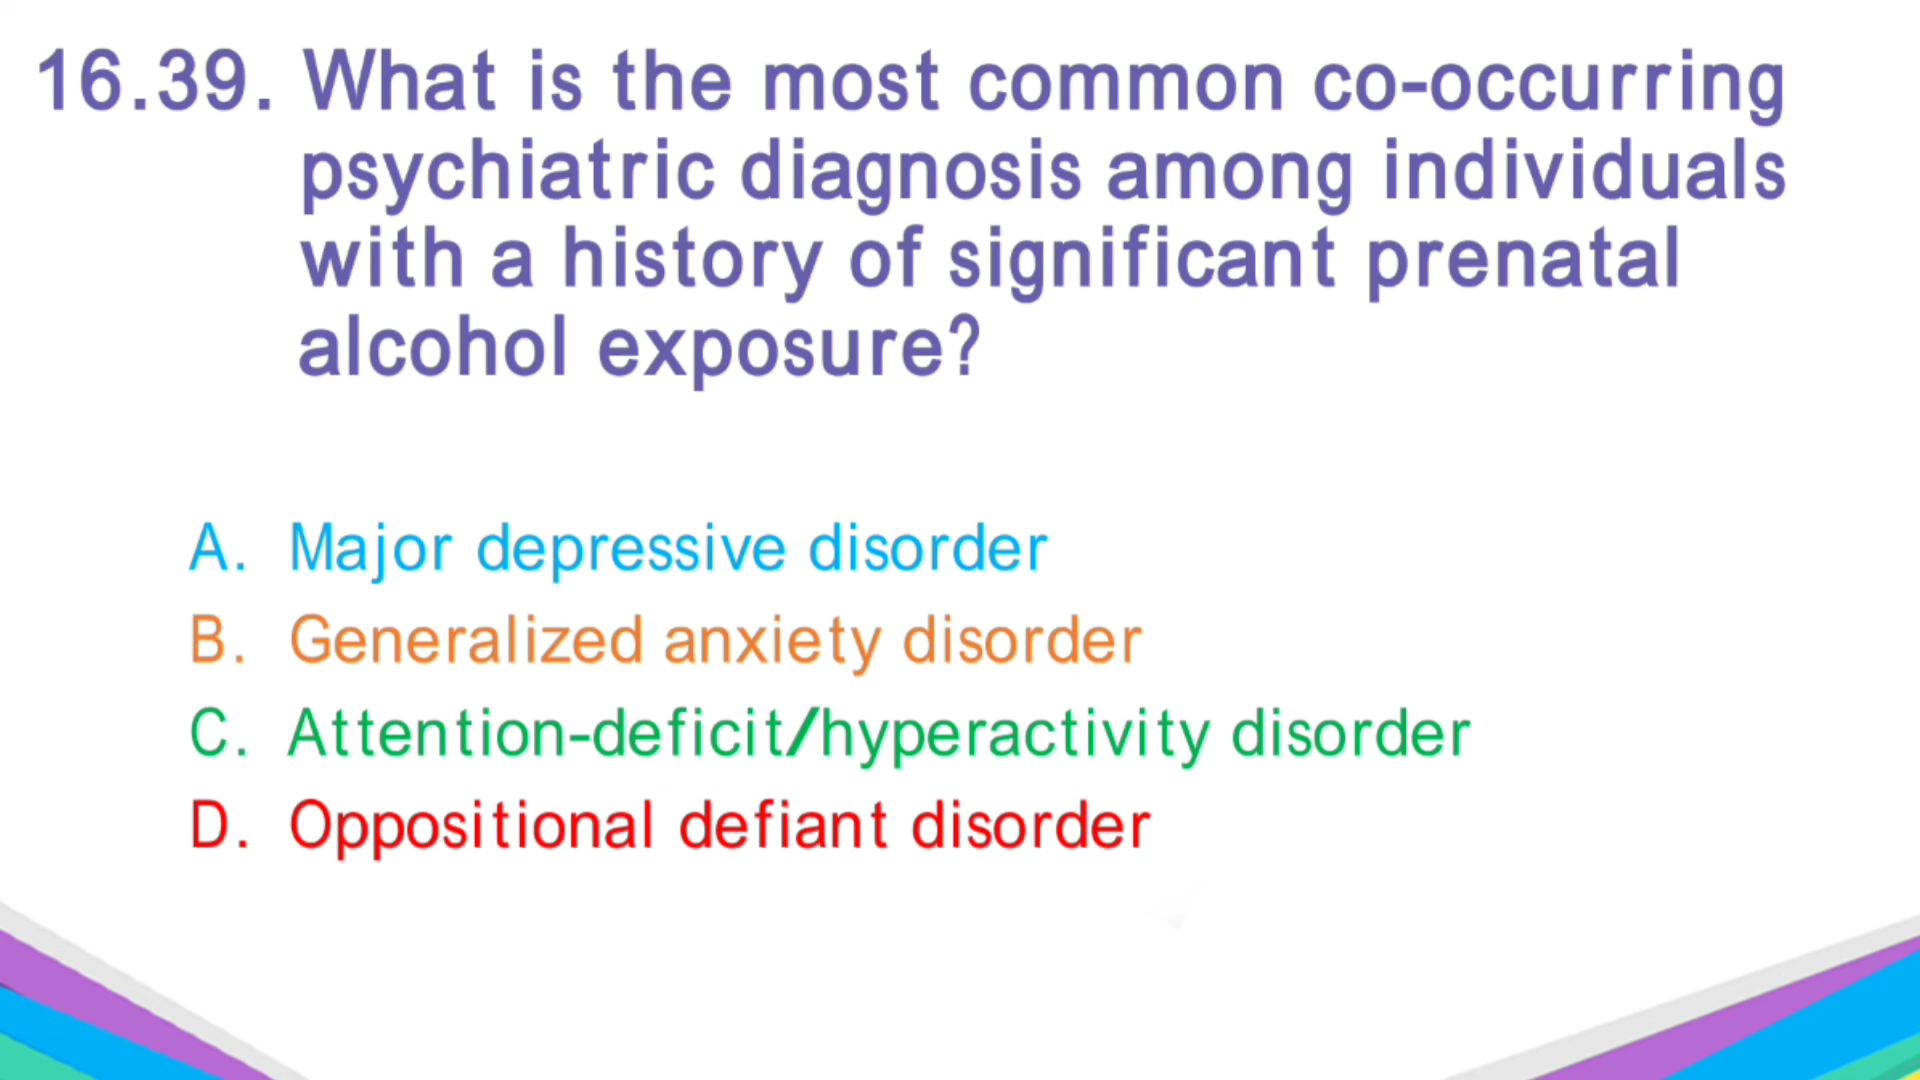 16.39. What is the most common co-occurring
psychiatric diagnosis among individuals
with a history of significant prenatal
alcohol exposure?
A. Major depressive disorder
B. Generalized anxiety disorder
C. Attention-deficit/hyperactivity disorder
D. Oppositional defiant disorder